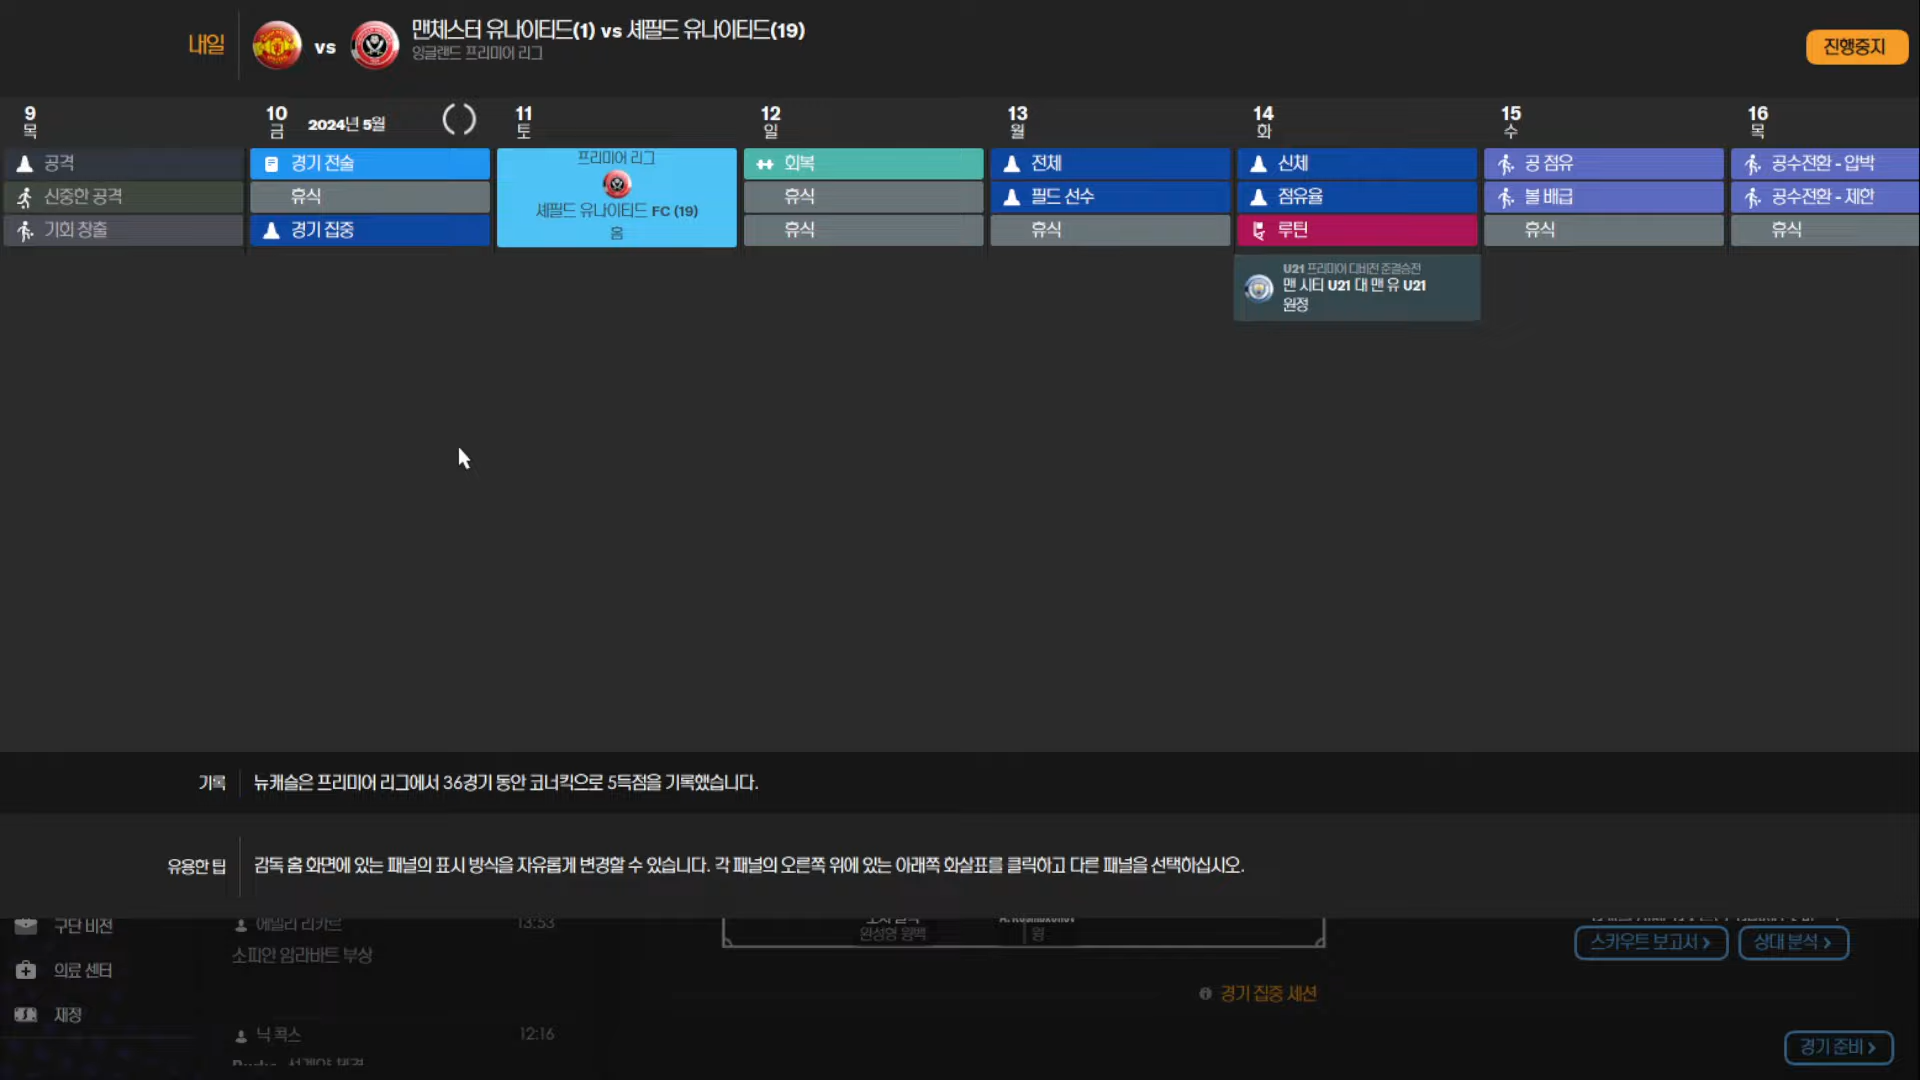 내일
vs
맨체스터 유나이티드(1) vs 셰필드 유나이티드(19)
잉글랜드 프리미어 리그
진행중지
9
목
10
금
2024년 5월
11
토
12
일
13
월
14
화
15
수
16
목
공격
신중한 공격
기회 창출
경기 전술
휴식
경기 집중
프리미어 리그
셰필드 유나이티드 FC (19)
홈
회복
휴식
휴식
전체
필드 선수
휴식
신체
점유율
루틴
U21 프리미어 디비전 준결승전
맨 시티 U21 대 맨 유 U21
원정
공 점유
볼 배급
휴식
공수전환 - 압박
공수전환 - 제한
휴식
기록
뉴캐슬은 프리미어 리그에서 36경기 동안 코너킥으로 5득점을 기록했습니다.
유용한 팁
감독 홈 화면에 있는 패널의 표시 방식을 자유롭게 변경할 수 있습니다. 각 패널의 오른쪽 위에 있는 아래쪽 화살표를 클릭하고 다른 패널을 선택하십시오.
구단 비전
의료 센터
재정
에밀리 리카르
13:53
소피안 암라바트 부상
닉 콕스
12:16
완성형 윙백
윙
스카우트 보고서
상대 분석
경기 집중 세션
경기 준비